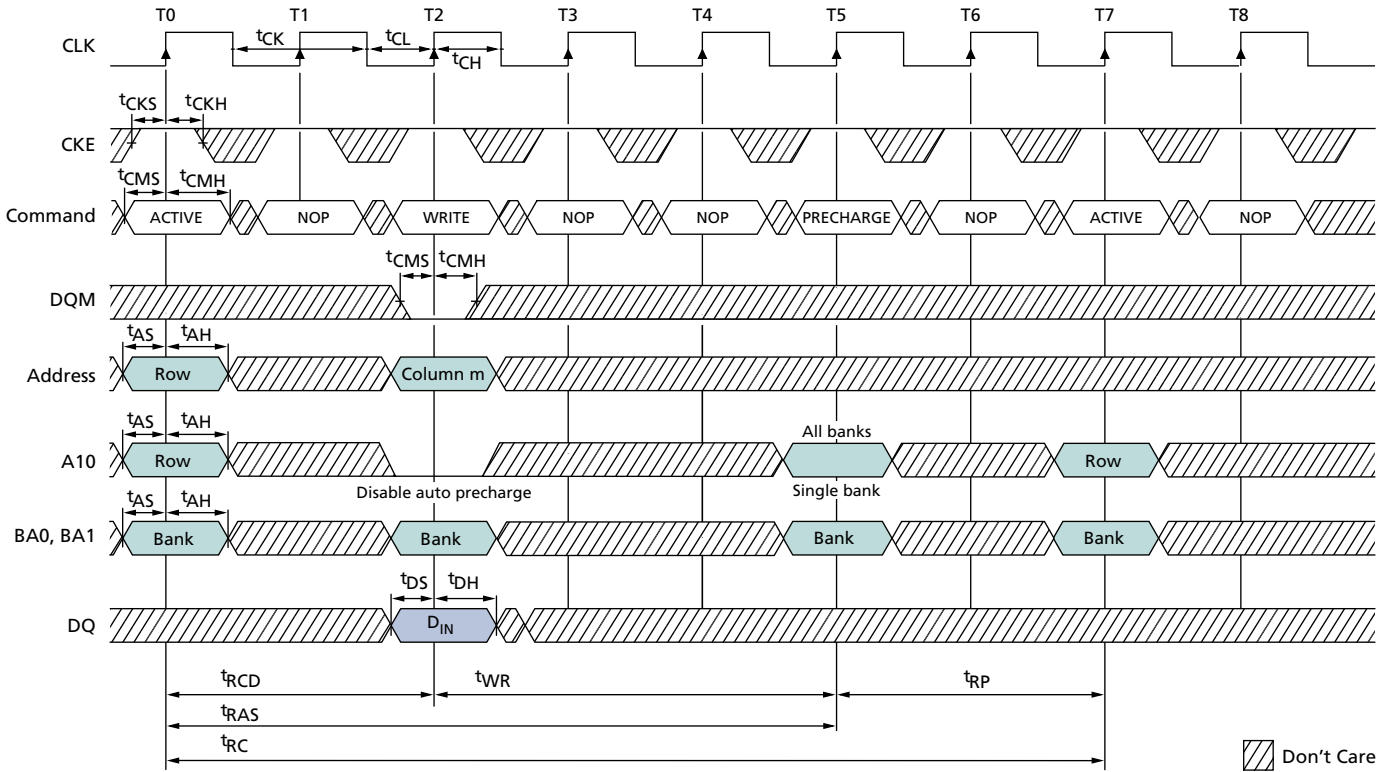 T0 T1 T2 T3 T4 T5 T6 T7 T8
CLK
tCK tCL
tCH
tCKS tCKH
CKE
tCMS tCMH
Command ACTIVE NOP WRITE NOP NOP PRECHARGE NOP ACTIVE NOP
tCMS tCMH
DQM
tAS tAH
Address Row Column m
tAS tAH All banks
A10 Row Row
Disable auto precharge Single bank
tAS tAH
BA0, BA1 Bank Bank Bank Bank
tDS tDH
DQ DIN
tRCD tWR tRP
tRAS
tRC
Don't Care